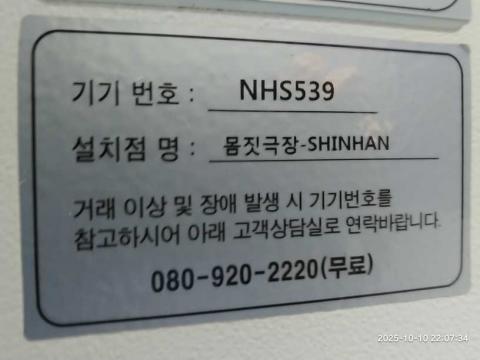 기기 번호 : NHS539
설치점 명 : 몸짓극장-SHINHAN
거래 이상 및 장애 발생 시 기기번호를
참고하시어 아래 고객상담실로 연락바랍니다.
080-920-2220(무료)
2025-10-10 22:07:34